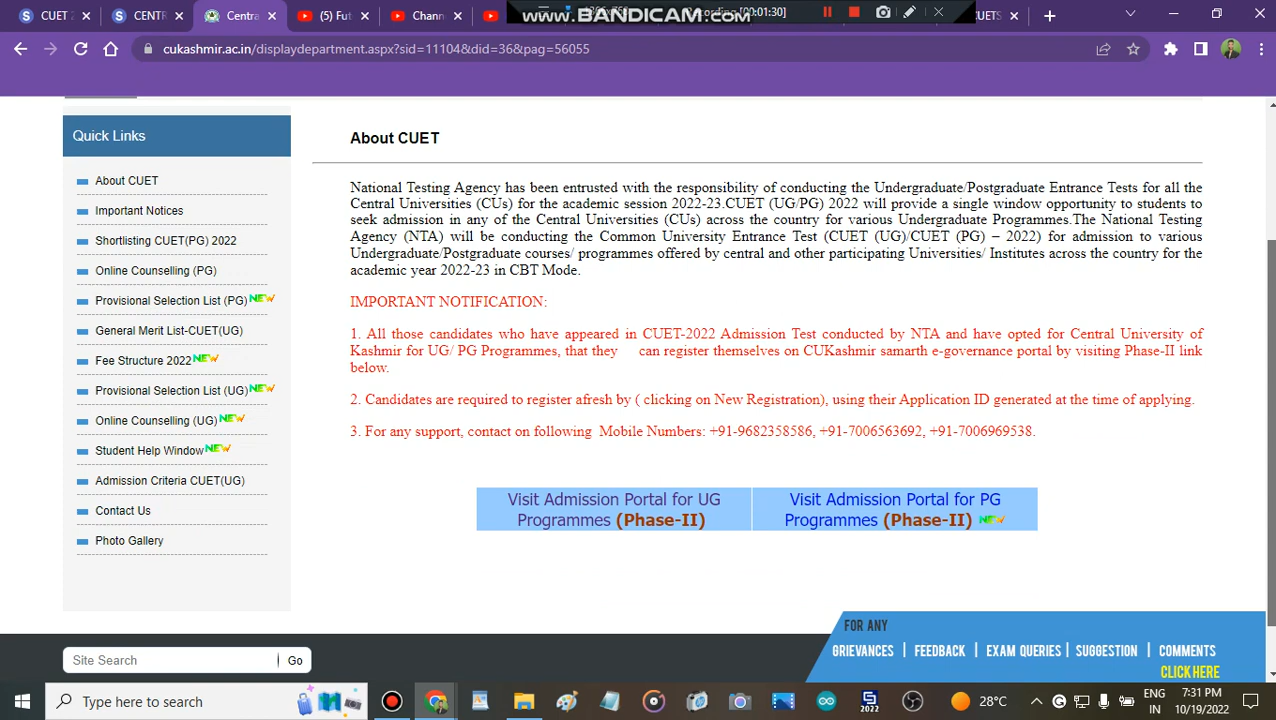 CUET 2
CENTR
Centra
(5) Fut
Chann
www.BANDICAM.com
(00:01:30)
CUETS
cukashmir.ac.in/displaydepartment.aspx?sid=11104&did=36&pag=56055
Quick Links
About CUET
Important Notices
Shortlisting CUET(PG) 2022
Online Counselling (PG)
Provisional Selection List (PG) NEW
General Merit List-CUET(UG)
Fee Structure 2022 NEW
Provisional Selection List (UG) NEW
Online Counselling (UG) NEW
Student Help Window NEW
Admission Criteria CUET(UG)
Contact Us
Photo Gallery
About CUET
National Testing Agency has been entrusted with the responsibility of conducting the Undergraduate/Postgraduate Entrance Tests for all the
Central Universities (CUs) for the academic session 2022-23.CUET (UG/PG) 2022 will provide a single window opportunity to students to
seek admission in any of the Central Universities (CUs) across the country for various Undergraduate Programmes.The National Testing
Agency (NTA) will be conducting the Common University Entrance Test (CUET (UG)/CUET (PG) – 2022) for admission to various
Undergraduate/Postgraduate courses/ programmes offered by central and other participating Universities/ Institutes across the country for the
academic year 2022-23 in CBT Mode.
IMPORTANT NOTIFICATION:
1. All those candidates who have appeared in CUET-2022 Admission Test conducted by NTA and have opted for Central University of
Kashmir for UG/ PG Programmes, that they can register themselves on CUKashmir samarth e-governance portal by visiting Phase-II link
below.
2. Candidates are required to register afresh by ( clicking on New Registration), using their Application ID generated at the time of applying.
3. For any support, contact on following Mobile Numbers: +91-9682358586, +91-7006563692, +91-7006969538.
Visit Admission Portal for UG
Programmes (Phase-II)
Visit Admission Portal for PG
Programmes (Phase-II) NEW
FOR ANY
GRIEVANCES | FEEDBACK | EXAM QUERIES | SUGGESTION | COMMENTS
CLICK HERE
Site Search
Go
Type here to search
2022
28°C
ENG
IN
7:31 PM
10/19/2022